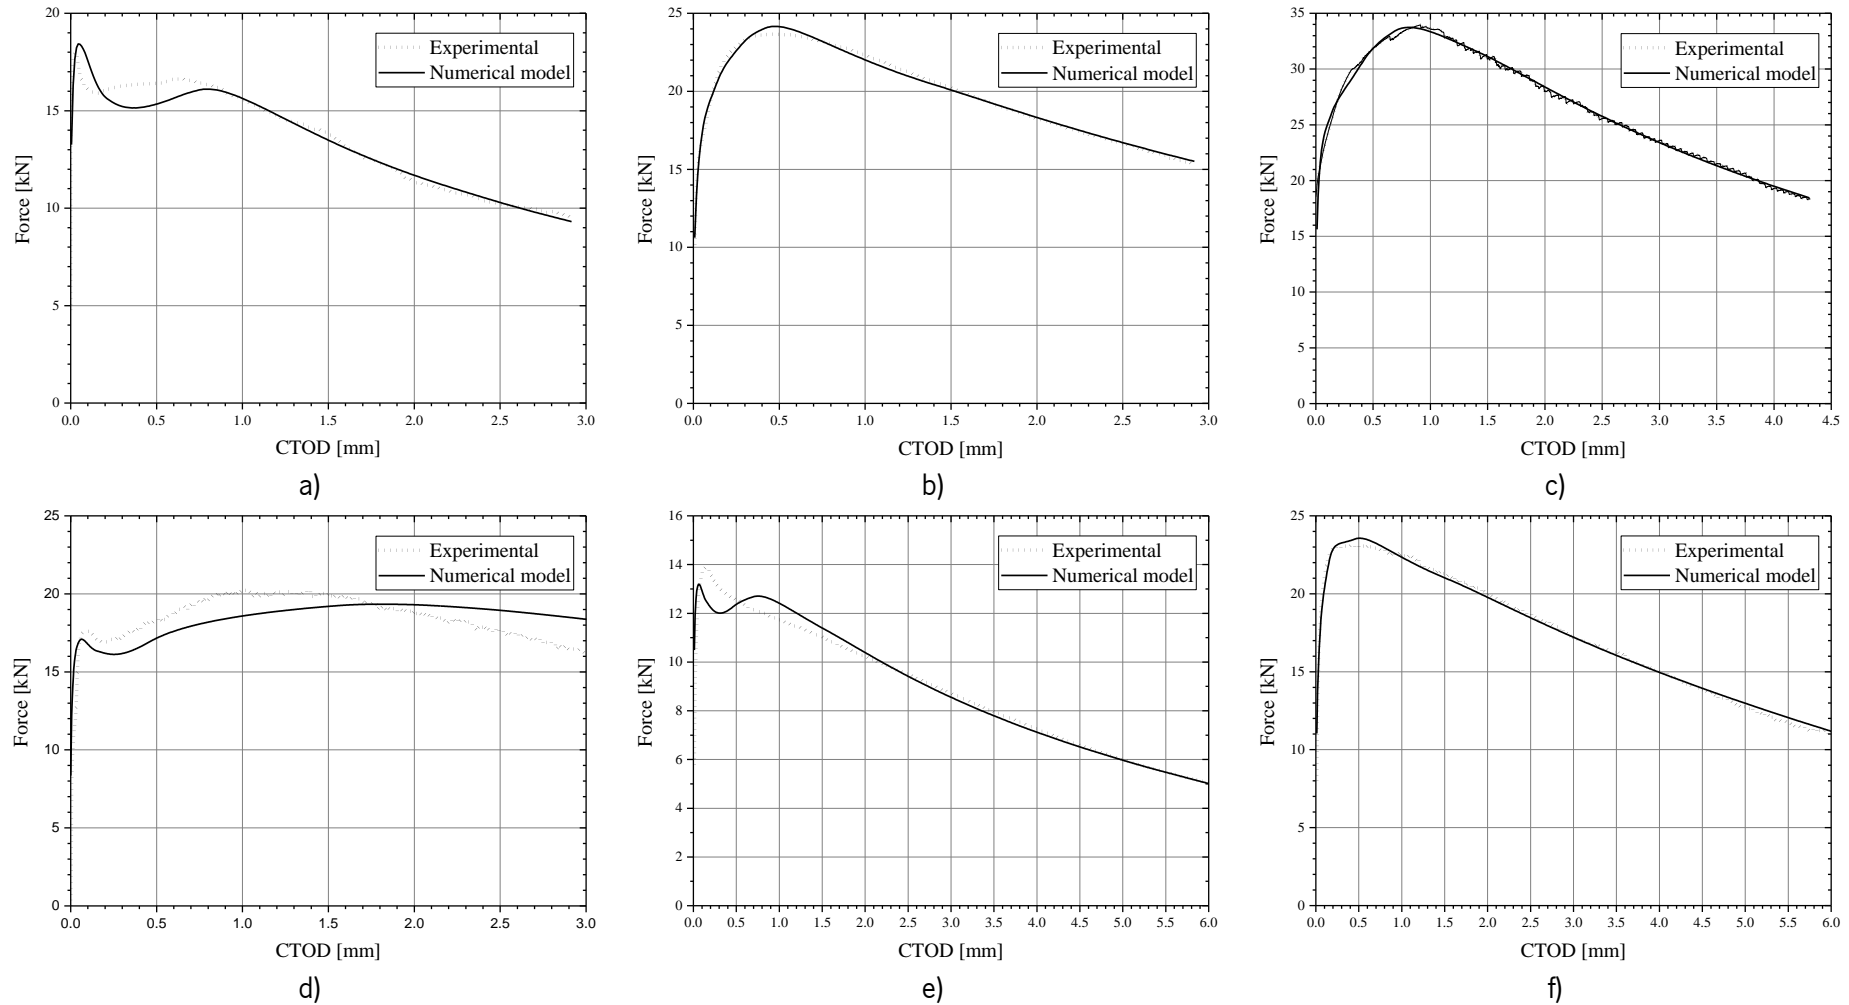 20
15
10
5
0
Force [kN]
Experimental
Numerical model
0.0 0.5 1.0 1.5 2.0 2.5 3.0
CTOD [mm]
a)
25
20
15
10
5
0
Force [kN]
Experimental
Numerical model
0.0 0.5 1.0 1.5 2.0 2.5 3.0
CTOD [mm]
b)
35
30
25
20
15
10
5
0
Force [kN]
Experimental
Numerical model
0.0 0.5 1.0 1.5 2.0 2.5 3.0 3.5 4.0 4.5
CTOD [mm]
c)
25
20
15
10
5
0
Force [kN]
Experimental
Numerical model
0.0 0.5 1.0 1.5 2.0 2.5 3.0
CTOD [mm]
d)
16
14
12
10
8
6
4
2
0
Force [kN]
Experimental
Numerical model
0.0 0.5 1.0 1.5 2.0 2.5 3.0 3.5 4.0 4.5 5.0 5.5 6.0
CTOD [mm]
e)
25
20
15
10
5
0
Force [kN]
Experimental
Numerical model
0.0 0.5 1.0 1.5 2.0 2.5 3.0 3.5 4.0 4.5 5.0 5.5 6.0
CTOD [mm]
f)